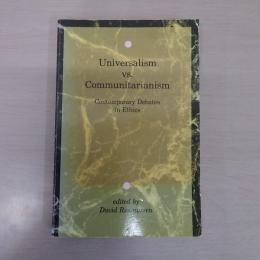 Universalism
vs.
Communitarianism
Contemporary Debates
in Ethics
edited by
David Rasmussen